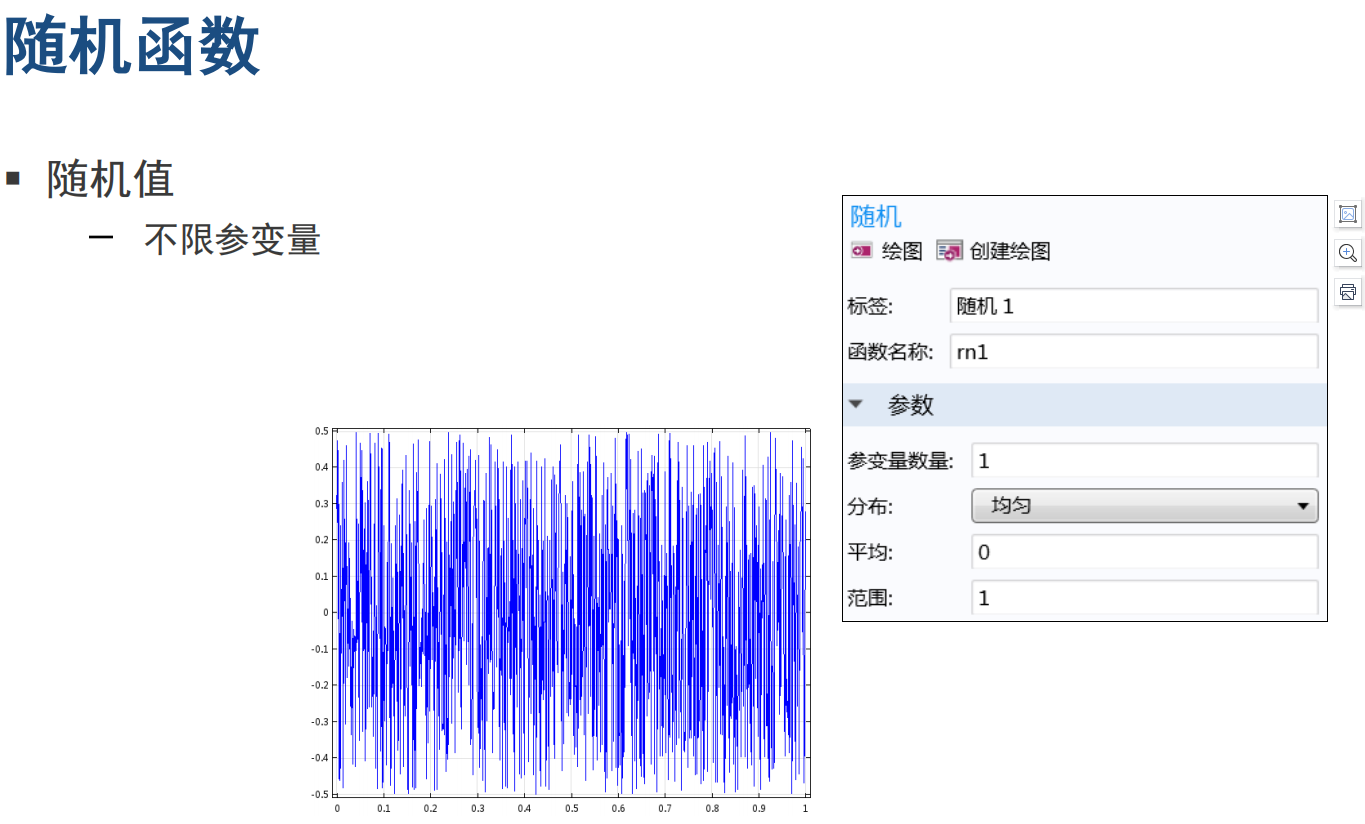 随机函数
▪ 随机值
– 不限参变量
随机
绘图 创建绘图
标签: 随机 1
函数名称: rn1
参数
参变量数量: 1
分布: 均匀
平均: 0
范围: 1
0.5
0.4
0.3
0.2
0.1
0
-0.1
-0.2
-0.3
-0.4
-0.5
0 0.1 0.2 0.3 0.4 0.5 0.6 0.7 0.8 0.9 1